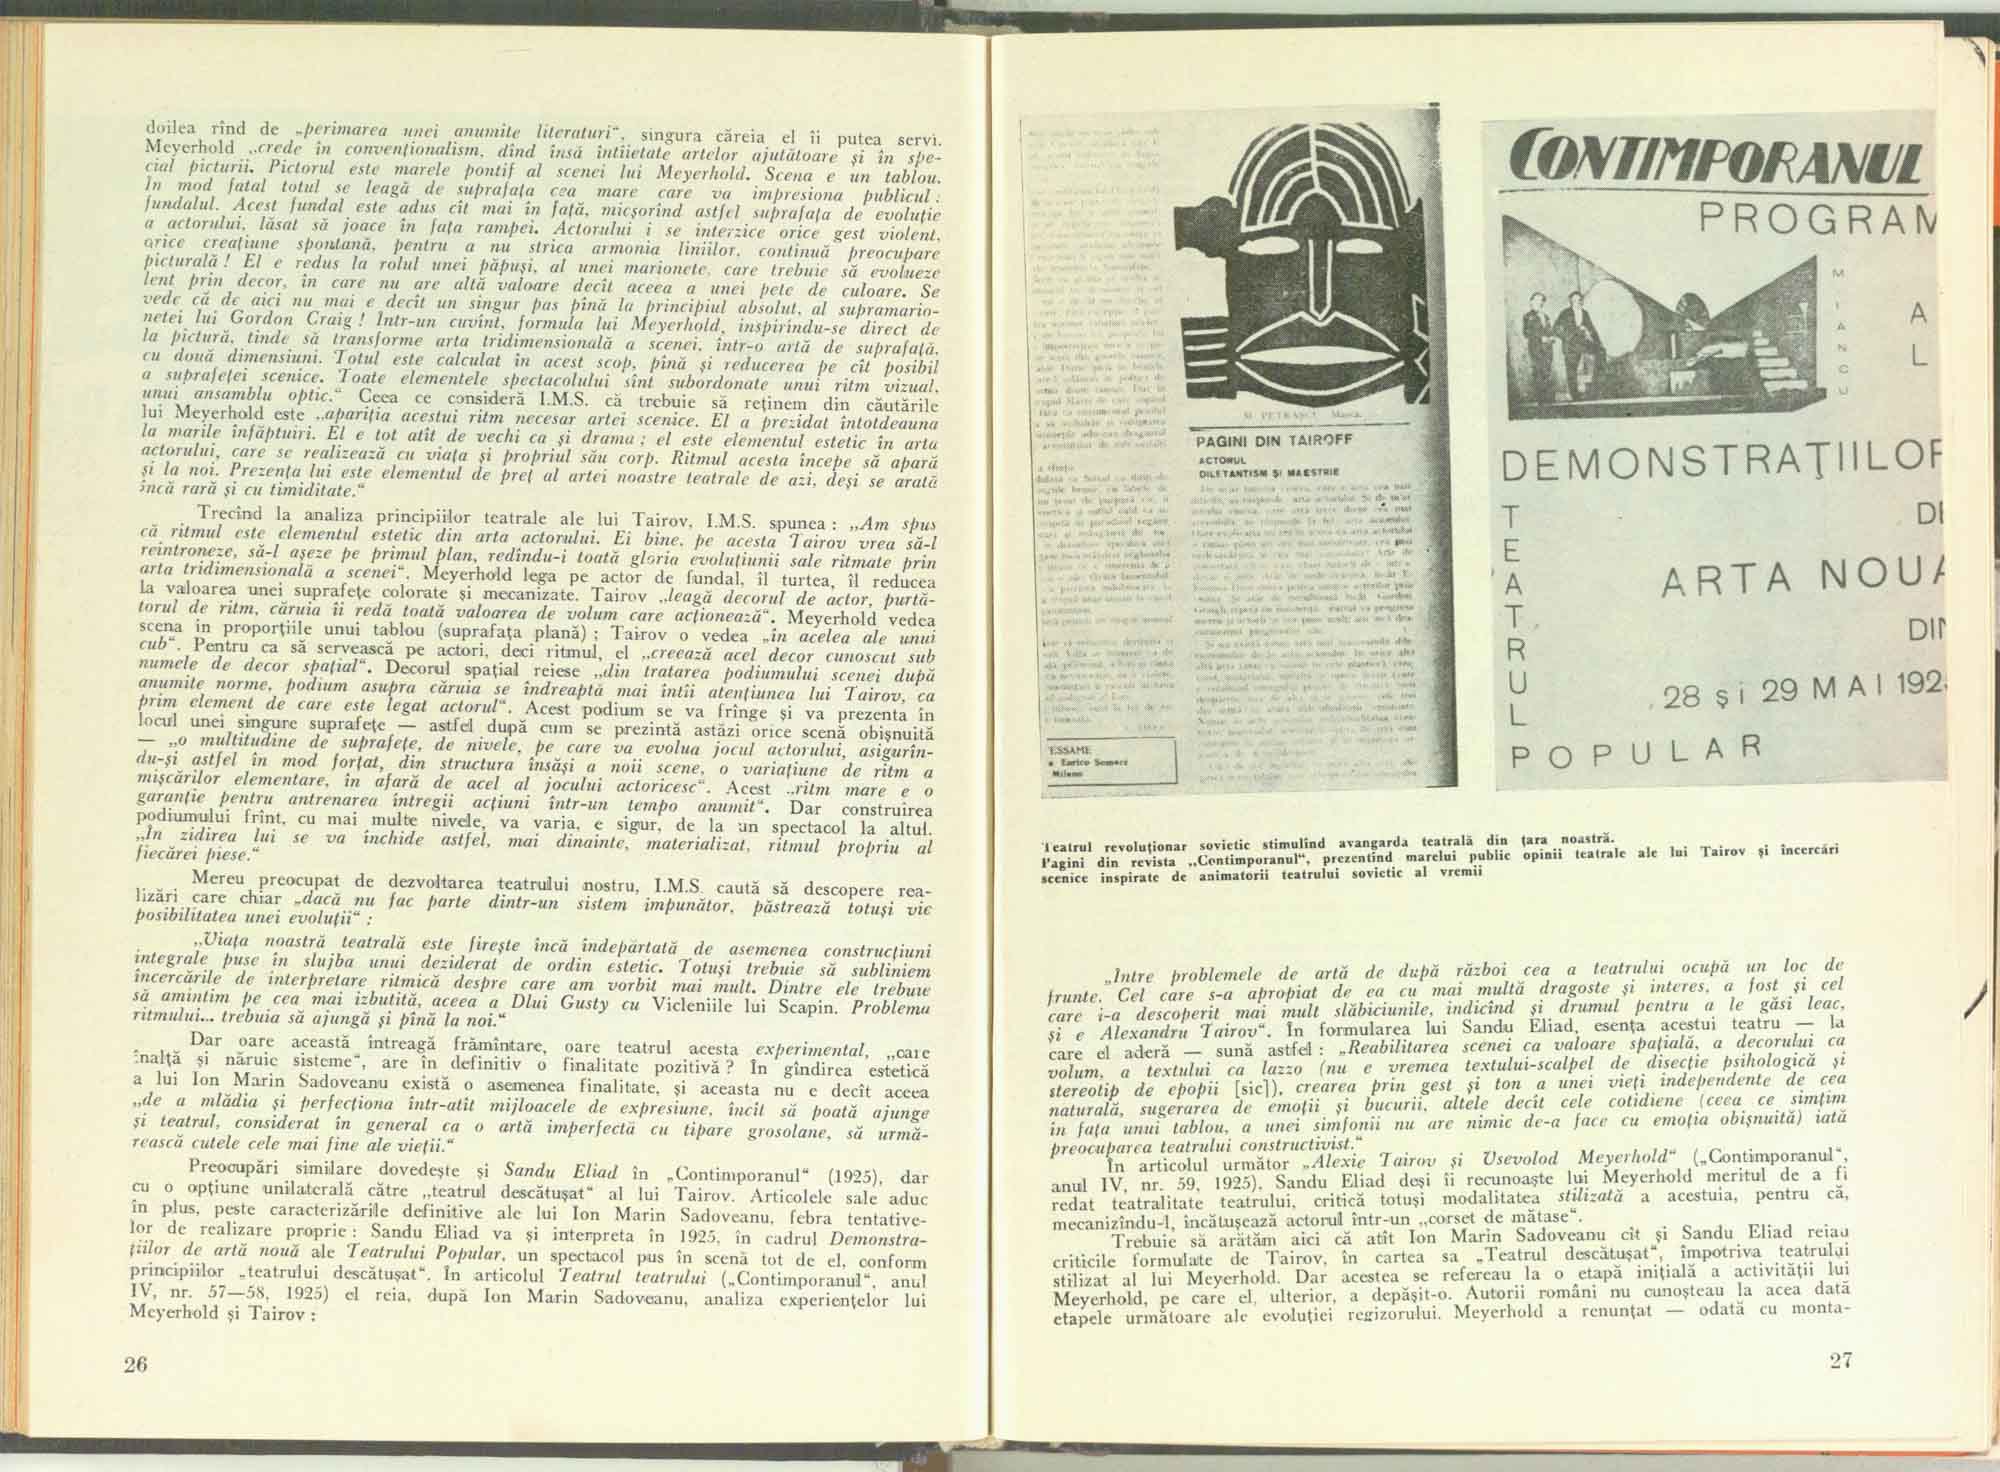 doilea rînd de „perimarea unei anumite literaturi“, singura căreia el îi putea servi.
Meyerhold „crede în convenționalism, dînd însă întîietate artelor ajutătoare și în spe-
cial picturii. Pictorul este marele pontif al scenei lui Meyerhold. Scena e un tablou.
În mod fatal totul se leagă de suprafața cea mare care va impresiona publicul :
fundalul. Acest fundal este adus cît mai în față, micșorînd astfel suprafața de evoluție
a actorului, lăsat să joace în fața rampei. Actorului i se interzice orice gest violent,
orice creațiune spontană, pentru a nu strica armonia liniilor, continuă preocupare
picturală ! El e redus la rolul unei păpuși, al unei marionete, care trebuie să evolueze
lent prin decor, în care nu are altă valoare decît aceea a unei pete de culoare. Se
vede că de aici nu mai e decît un singur pas pînă la principiul absolut, al supramario-
netei lui Gordon Craig ! Într-un cuvînt, formula lui Meyerhold, inspirîndu-se direct de
la pictură, tinde să transforme arta tridimensională a scenei, într-o artă de suprafață,
cu două dimensiuni. Totul este calculat în acest scop, pînă și reducerea pe cît posibil
a suprafeței scenice. Toate elementele spectacolului sînt subordonate unui ritm vizual,
unui ansamblu optic.“ Ceea ce consideră I.M.S. că trebuie să reținem din căutările
lui Meyerhold este „apariția acestui ritm necesar artei scenice. El a prezidat întotdeauna
la marile înfăptuiri. El e tot atît de vechi ca și drama ; el este elementul estetic în arta
actorului, care se realizează cu viața și propriul său corp. Ritmul acesta începe să apară
și la noi. Prezența lui este elementul de preț al artei noastre teatrale de azi, deși se arată
încă rară și cu timiditate.“
Trecînd la analiza principiilor teatrale ale lui Tairov, I.M.S. spunea : „Am spus
că ritmul este elementul estetic din arta actorului. Ei bine, pe acesta Tairov vrea să-l
reintroneze, să-l așeze pe primul plan, redîndu-i toată gloria evoluțiunii sale ritmate prin
arta tridimensională a scenei“. Meyerhold lega pe actor de fundal, îl turtea, îl reducea
la valoarea unei suprafețe colorate și mecanizate. Tairov „leagă decorul de actor, purtă-
torul de ritm, căruia îi redă toată valoarea de volum care acționează“. Meyerhold vedea
scena în proporțiile unui tablou (suprafața plană) ; Tairov o vedea „în acelea ale unui
cub“. Pentru ca să servească pe actori, deci ritmul, el „creează acel decor cunoscut sub
numele de decor spațial“. Decorul spațial reiese „din tratarea podiumului scenei după
anumite norme, podium asupra căruia se îndreaptă mai întîi atențiunea lui Tairov, ca
prim element de care este legat actorul“. Acest podium se va frînge și va prezenta în
locul unei singure suprafețe — astfel după cum se prezintă astăzi orice scenă obișnuită
— „o multitudine de suprafețe, de nivele, pe care va evolua jocul actorului, asigurîn-
du-și astfel în mod forțat, din structura însăși a noii scene, o variațiune de ritm a
mișcărilor elementare, în afară de acel al jocului actoricesc“. Acest „ritm mare e o
garanție pentru antrenarea întregii acțiuni într-un tempo anumit“. Dar construirea
podiumului frînt, cu mai multe nivele, va varia, e sigur, de la un spectacol la altul.
„În zidirea lui se va închide astfel, mai dinainte, materializat, ritmul propriu al
fiecărei piese.“
Mereu preocupat de dezvoltarea teatrului nostru, I.M.S. caută să descopere rea-
lizări care chiar „dacă nu fac parte dintr-un sistem impunător, păstrează totuși vie
posibilitatea unei evoluții“ :
„Viața noastră teatrală este firește încă îndepărtată de asemenea construcțiuni
integrale puse în slujba unui deziderat de ordin estetic. Totuși trebuie să subliniem
încercările de interpretare ritmică despre care am vorbit mai mult. Dintre ele trebuie
să amintim pe cea mai izbutită, aceea a Dlui Gusty cu Vicleniile lui Scapin. Problema
ritmului... trebuia să ajungă și pînă la noi.“
Dar oare această întreagă frămîntare, oare teatrul acesta experimental, „care
înalță și năruie sisteme“, are în definitiv o finalitate pozitivă ? În gîndirea estetică
a lui Ion Marin Sadoveanu există o asemenea finalitate, și aceasta nu e decît aceea
„de a mlădia și perfecționa într-atît mijloacele de expresiune, încît să poată ajunge
și teatrul, considerat în general ca o artă imperfectă cu tipare grosolane, să urmă-
rească cutele cele mai fine ale vieții.“
Preocupări similare dovedește și Sandu Eliad în „Contimporanul“ (1925), dar
cu o opțiune unilaterală către „teatrul descătușat“ al lui Tairov. Articolele sale aduc
în plus, peste caracterizările definitive ale lui Ion Marin Sadoveanu, febra tentative-
lor de realizare proprie : Sandu Eliad va și interpreta în 1925, în cadrul Demonstra-
țiilor de artă nouă ale Teatrului Popular, un spectacol pus în scenă tot de el, conform
principiilor „teatrului descătușat“. În articolul Teatrul teatrului („Contimporanul“, anul
IV, nr. 57—58, 1925) el reia, după Ion Marin Sadoveanu, analiza experiențelor lui
Meyerhold și Tairov :
26
M. PETRAȘCU Masca.
PAGINI DIN TAIROFF
ACTORUL
DILETANTISM ȘI MAESTRIE
ESSAME
Enrico Somaré
Milano
CONTIMPORANUL
PROGRAM
AL
M IANCU
DEMONSTRAȚIILOR
DE
ARTA NOUA
DIN
28 și 29 MAI 192
TEATRUL
POPULAR
Teatrul revoluționar sovietic stimulînd avangarda teatrală din țara noastră.
Pagini din revista „Contimporanul“, prezentînd marelui public opinii teatrale ale lui Tairov și încercări
scenice inspirate de animatorii teatrului sovietic al vremii
„Între problemele de artă de după război cea a teatrului ocupă un loc de
frunte. Cel care s-a apropiat de ea cu mai multă dragoste și interes, a fost și cel
care i-a descoperit mai mult slăbiciunile, indicînd și drumul pentru a le găsi leac,
și e Alexandru Tairov“. În formularea lui Sandu Eliad, esența acestui teatru — la
care el aderă — sună astfel : „Reabilitarea scenei ca valoare spațială, a decorului ca
volum, a textului ca lazzo (nu e vremea textului-scalpel de disecție psihologică și
stereotip de epopii [sic]), crearea prin gest și ton a unei vieți independente de cea
naturală, sugerarea de emoții și bucurii, altele decît cele cotidiene (ceea ce simțim
în fața unui tablou, a unei simfonii nu are nimic de-a face cu emoția obișnuită) iată
preocuparea teatrului constructivist.“
În articolul următor „Alexie Tairov și Vsevolod Meyerhold“ („Contimporanul“,
anul IV, nr. 59, 1925), Sandu Eliad deși îi recunoaște lui Meyerhold meritul de a fi
redat teatralitate teatrului, critică totuși modalitatea stilizată a acestuia, pentru că,
mecanizîndu-l, încătușează actorul într-un „corset de mătase“.
Trebuie să arătăm aici că atît Ion Marin Sadoveanu cît și Sandu Eliad reiau
criticile formulate de Tairov, în cartea sa „Teatrul descătușat“, împotriva teatrului
stilizat al lui Meyerhold. Dar acestea se refereau la o etapă inițială a activității lui
Meyerhold, pe care el, ulterior, a depășit-o. Autorii români nu cunoșteau la acea dată
etapele următoare ale evoluției regizorului. Meyerhold a renunțat — odată cu monta-
27